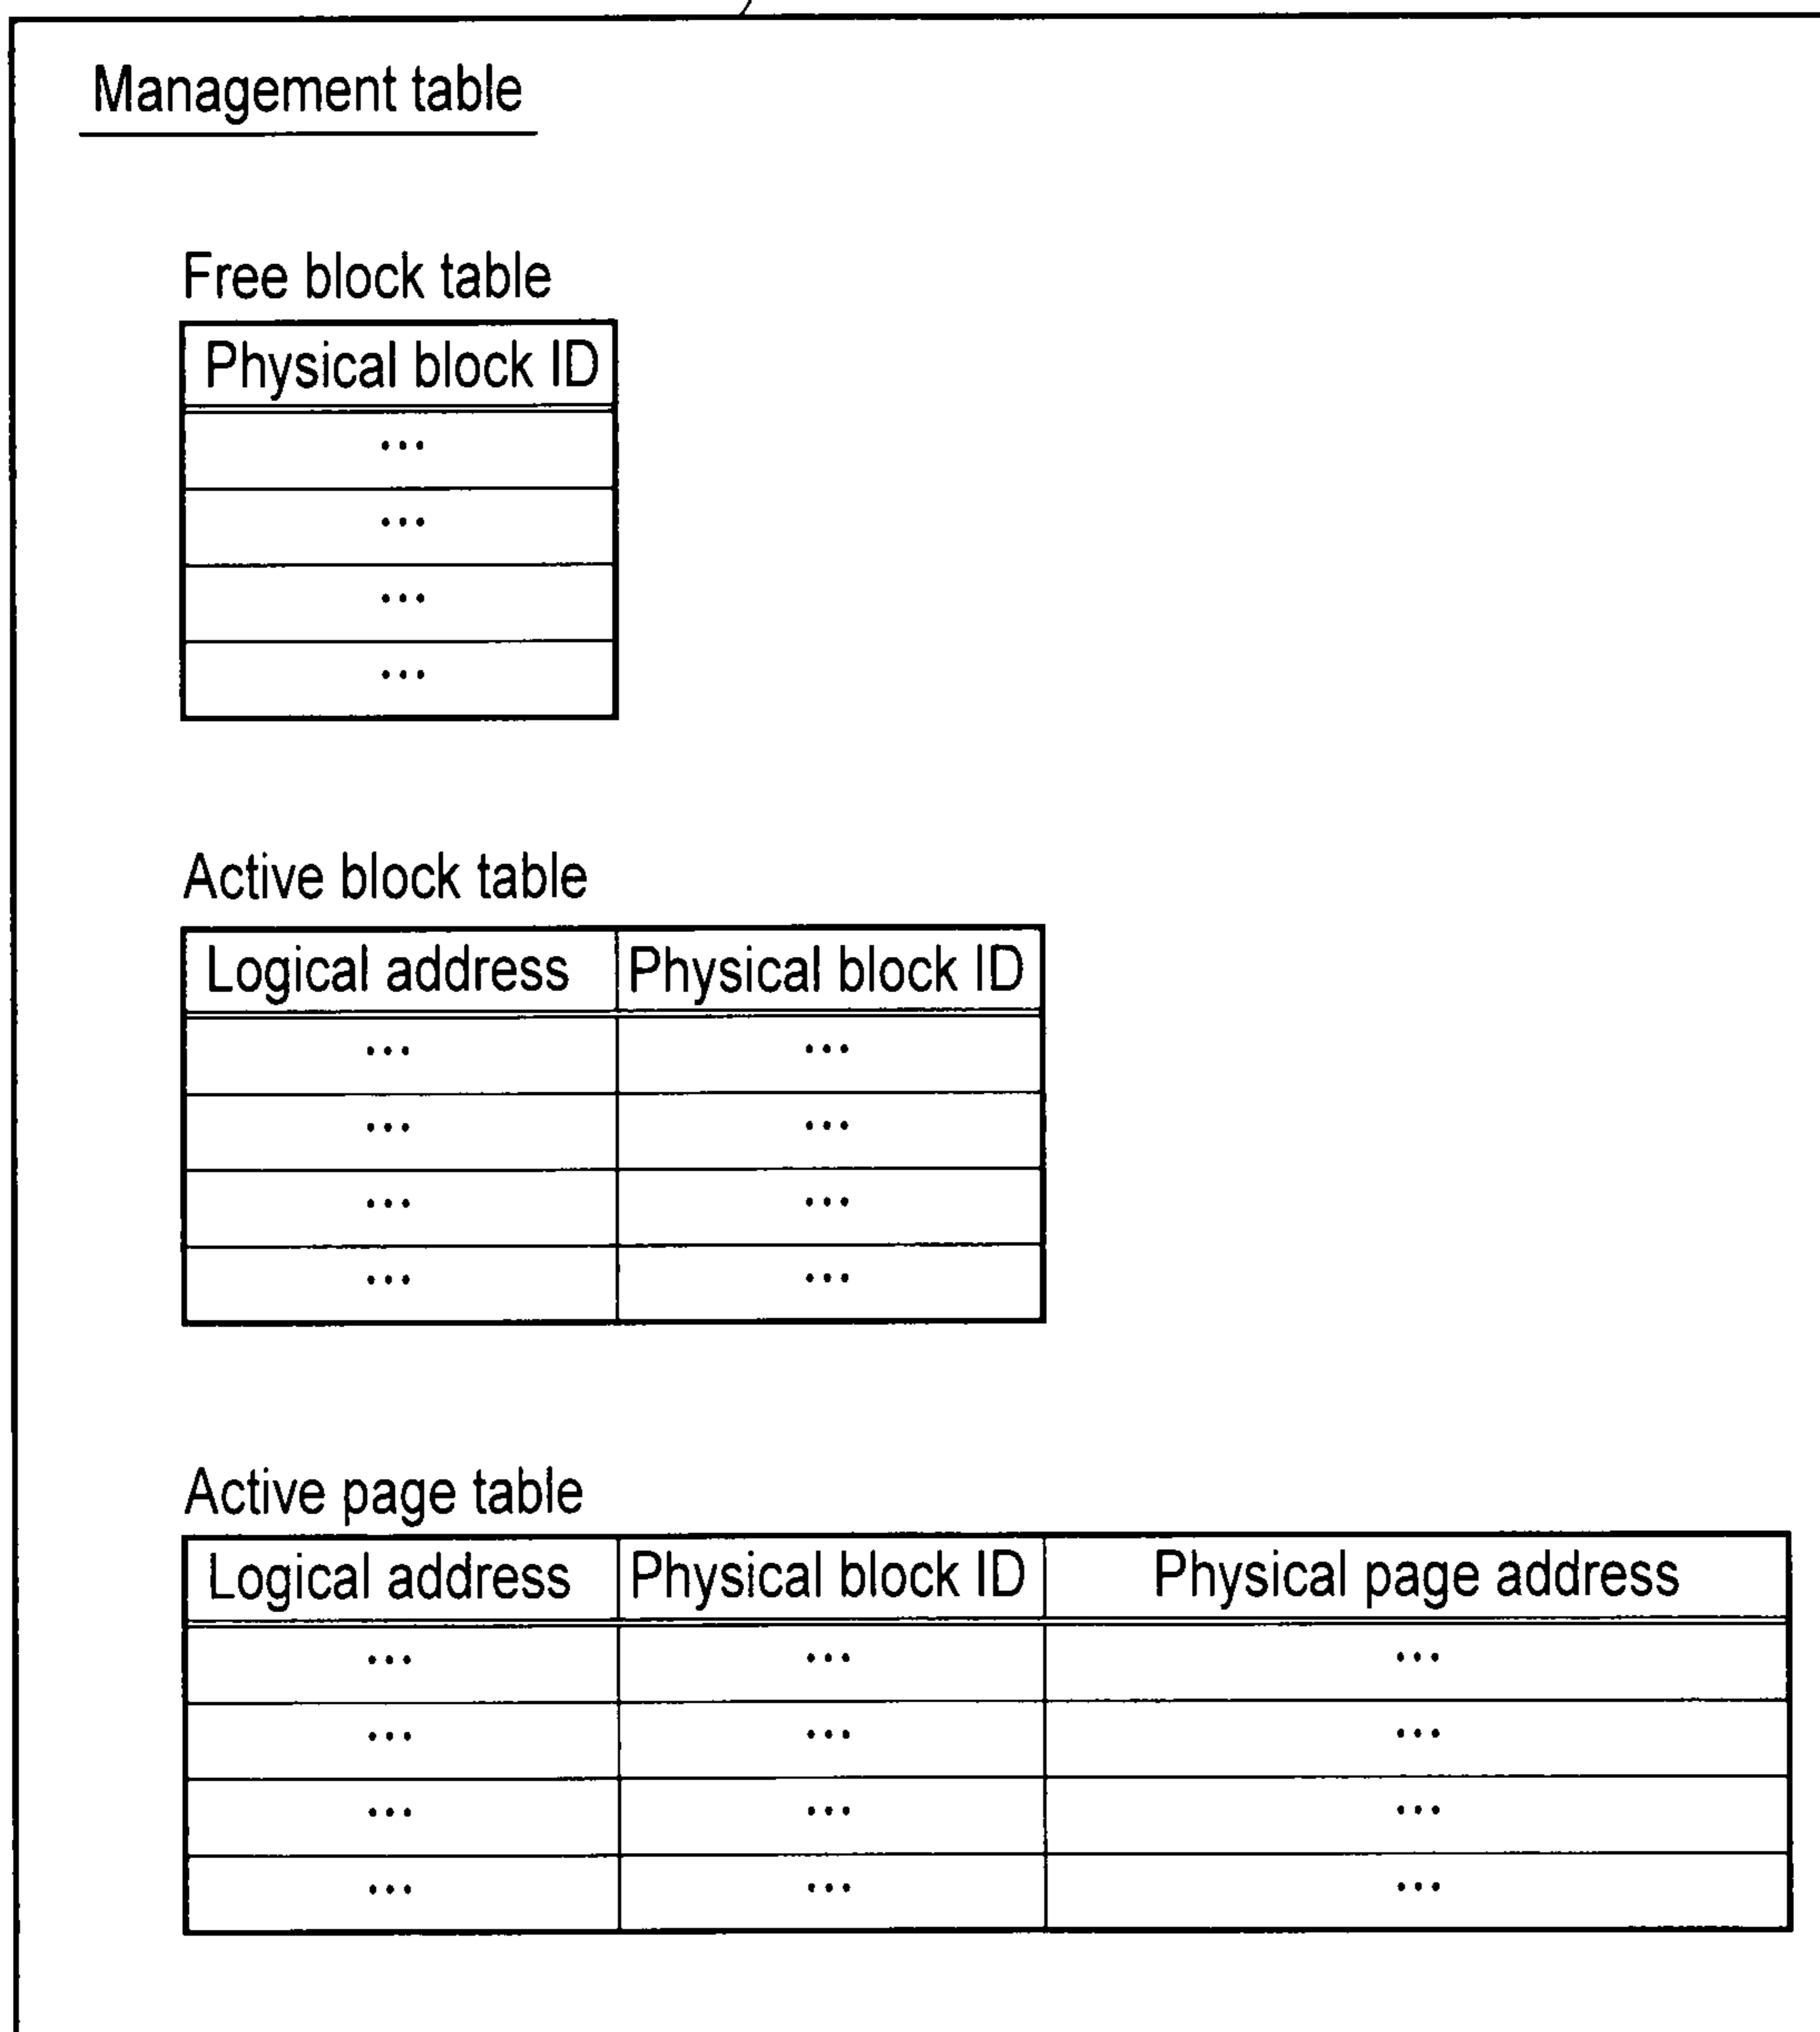 Management table
Free block table
Physical block ID
...
...
...
...
Active block table
Logical address Physical block ID
... ...
... ...
... ...
... ...
Active page table
Logical address Physical block ID Physical page address
... ... ...
... ... ...
... ... ...
... ... ...